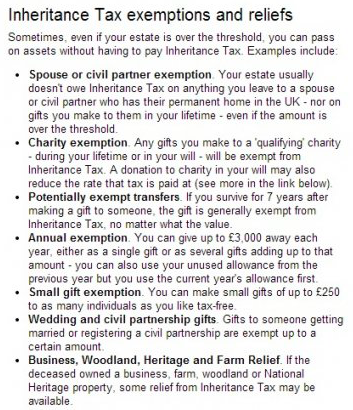 Inheritance Tax exemptions and reliefs
Sometimes, even if your estate is over the threshold, you can pass
on assets without having to pay Inheritance Tax. Examples include:
• Spouse or civil partner exemption. Your estate usually
doesn't owe Inheritance Tax on anything you leave to a spouse
or civil partner who has their permanent home in the UK - nor on
gifts you make to them in your lifetime - even if the amount is
over the threshold.
• Charity exemption. Any gifts you make to a 'qualifying' charity
- during your lifetime or in your will - will be exempt from
Inheritance Tax. A donation to charity in your will may also
reduce the rate that tax is paid at (see more in the link below).
• Potentially exempt transfers. If you survive for 7 years after
making a gift to someone, the gift is generally exempt from
Inheritance Tax, no matter what the value.
• Annual exemption. You can give up to £3,000 away each
year, either as a single gift or as several gifts adding up to that
amount - you can also use your unused allowance from the
previous year but you use the current year's allowance first.
• Small gift exemption. You can make small gifts of up to £250
to as many individuals as you like tax-free.
• Wedding and civil partnership gifts. Gifts to someone getting
married or registering a civil partnership are exempt up to a
certain amount.
• Business, Woodland, Heritage and Farm Relief. If the
deceased owned a business, farm, woodland or National
Heritage property, some relief from Inheritance Tax may be
available.